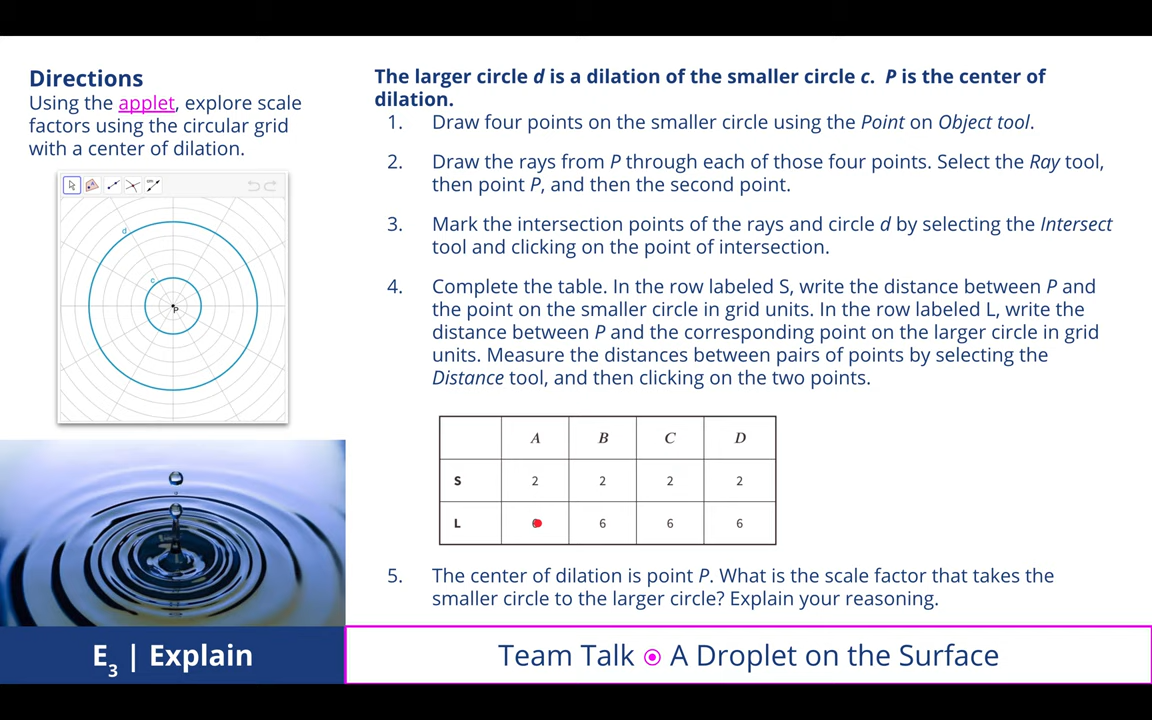 Directions
Using the applet, explore scale
factors using the circular grid
with a center of dilation.
d
c
P
The larger circle d is a dilation of the smaller circle c.  P is the center of
dilation.
1. Draw four points on the smaller circle using the Point on Object tool.
2. Draw the rays from P through each of those four points. Select the Ray tool,
then point P, and then the second point.
3. Mark the intersection points of the rays and circle d by selecting the Intersect
tool and clicking on the point of intersection.
4. Complete the table. In the row labeled S, write the distance between P and
the point on the smaller circle in grid units. In the row labeled L, write the
distance between P and the corresponding point on the larger circle in grid
units. Measure the distances between pairs of points by selecting the
Distance tool, and then clicking on the two points.
A B C D
S 2 2 2 2
L 6 6 6
5. The center of dilation is point P. What is the scale factor that takes the
smaller circle to the larger circle? Explain your reasoning.
E3 | Explain
Team Talk ⦿ A Droplet on the Surface